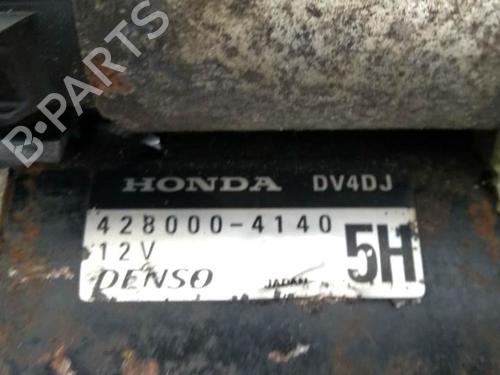 B-PARTS
HONDA DV4DJ
428000-4140
12V
5H
DENSO
JAPAN